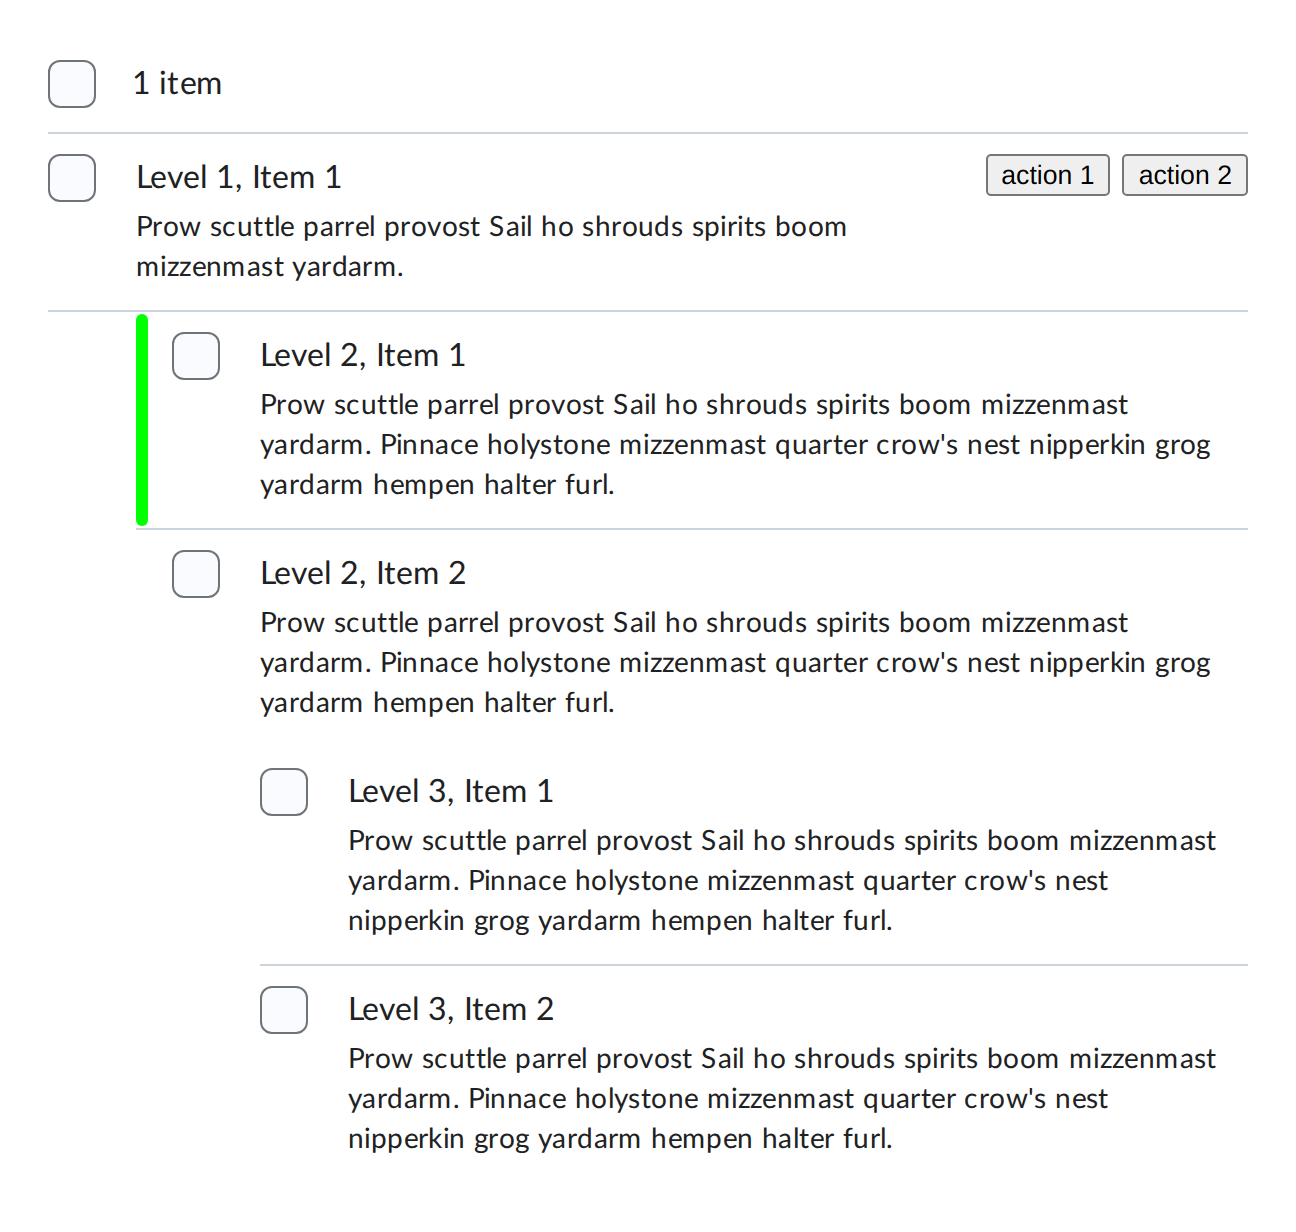 1 item
Level 1, Item 1
action 1
action 2
Prow scuttle parrel provost Sail ho shrouds spirits boom
mizzenmast yardarm.
Level 2, Item 1
Prow scuttle parrel provost Sail ho shrouds spirits boom mizzenmast
yardarm. Pinnace holystone mizzenmast quarter crow's nest nipperkin grog
yardarm hempen halter furl.
Level 2, Item 2
Prow scuttle parrel provost Sail ho shrouds spirits boom mizzenmast
yardarm. Pinnace holystone mizzenmast quarter crow's nest nipperkin grog
yardarm hempen halter furl.
Level 3, Item 1
Prow scuttle parrel provost Sail ho shrouds spirits boom mizzenmast
yardarm. Pinnace holystone mizzenmast quarter crow's nest
nipperkin grog yardarm hempen halter furl.
Level 3, Item 2
Prow scuttle parrel provost Sail ho shrouds spirits boom mizzenmast
yardarm. Pinnace holystone mizzenmast quarter crow's nest
nipperkin grog yardarm hempen halter furl.